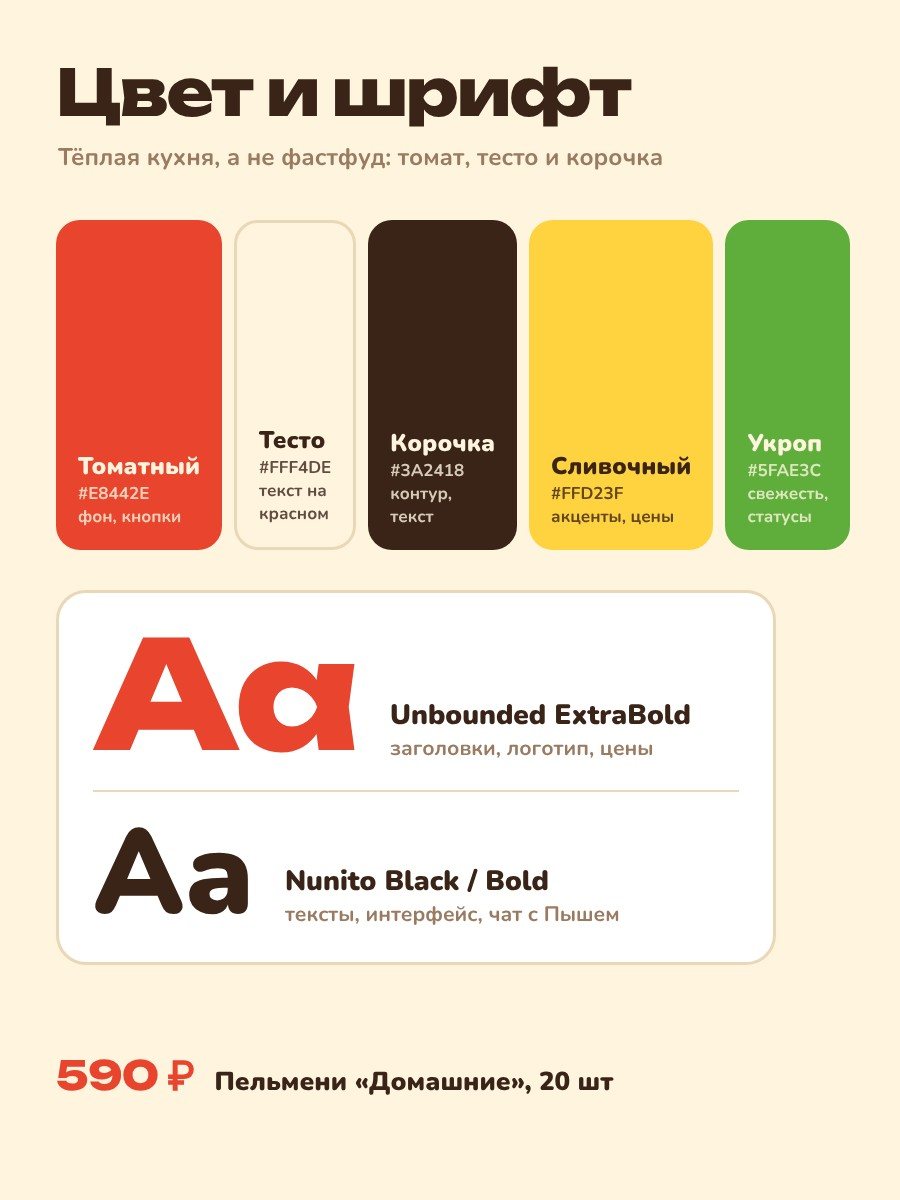 Цвет и шрифт
Тёплая кухня, а не фастфуд: томат, тесто и корочка
Томатный
#E8442E
фон, кнопки
Тесто
#FFF4DE
текст на
красном
Корочка
#3A2418
контур,
текст
Сливочный
#FFD23F
акценты, цены
Укроп
#5FAE3C
свежесть,
статусы
Aa
Unbounded ExtraBold
заголовки, логотип, цены
Aa
Nunito Black / Bold
тексты, интерфейс, чат с Пышем
590 ₽ Пельмени «Домашние», 20 шт